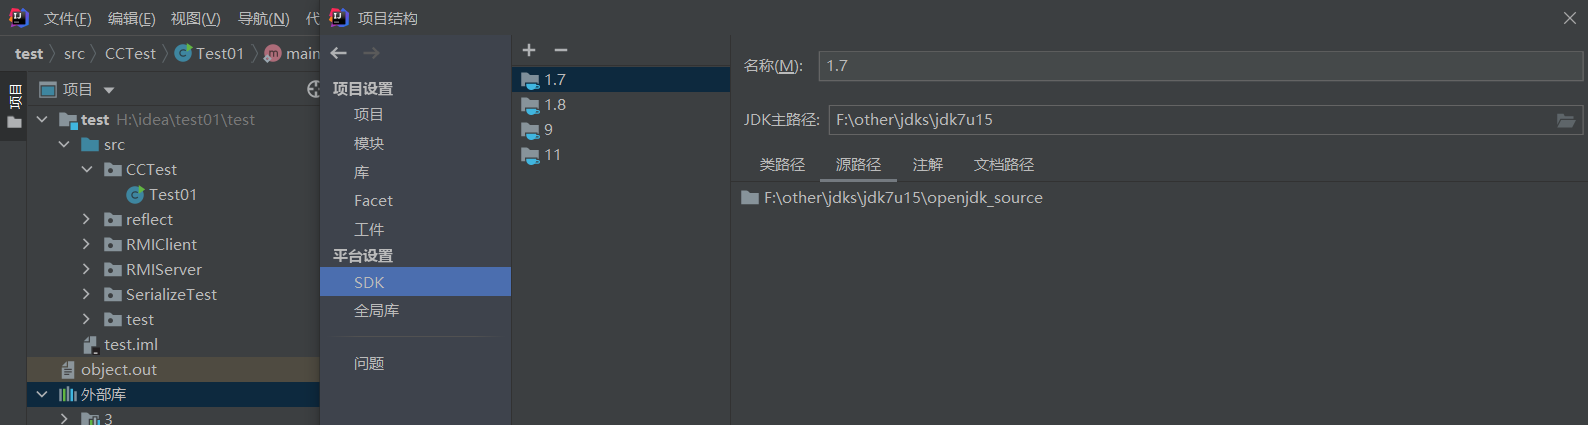 文件(F) 编辑(E) 视图(V) 导航(N) 代
test src CCTest Test01 main
项目
项目
test H:\idea\test01\test
src
CCTest
Test01
reflect
RMIClient
RMIServer
SerializeTest
test
test.iml
object.out
外部库
3
项目结构
项目设置
项目
模块
库
Facet
工件
平台设置
SDK
全局库
问题
1.7
1.8
9
11
名称(M): 1.7
JDK主路径: F:\other\jdks\jdk7u15
类路径 源路径 注解 文档路径
F:\other\jdks\jdk7u15\openjdk_source